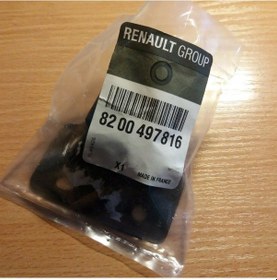 RENAULT GROUP
82 00 497816
X1
MADE IN FRANCE